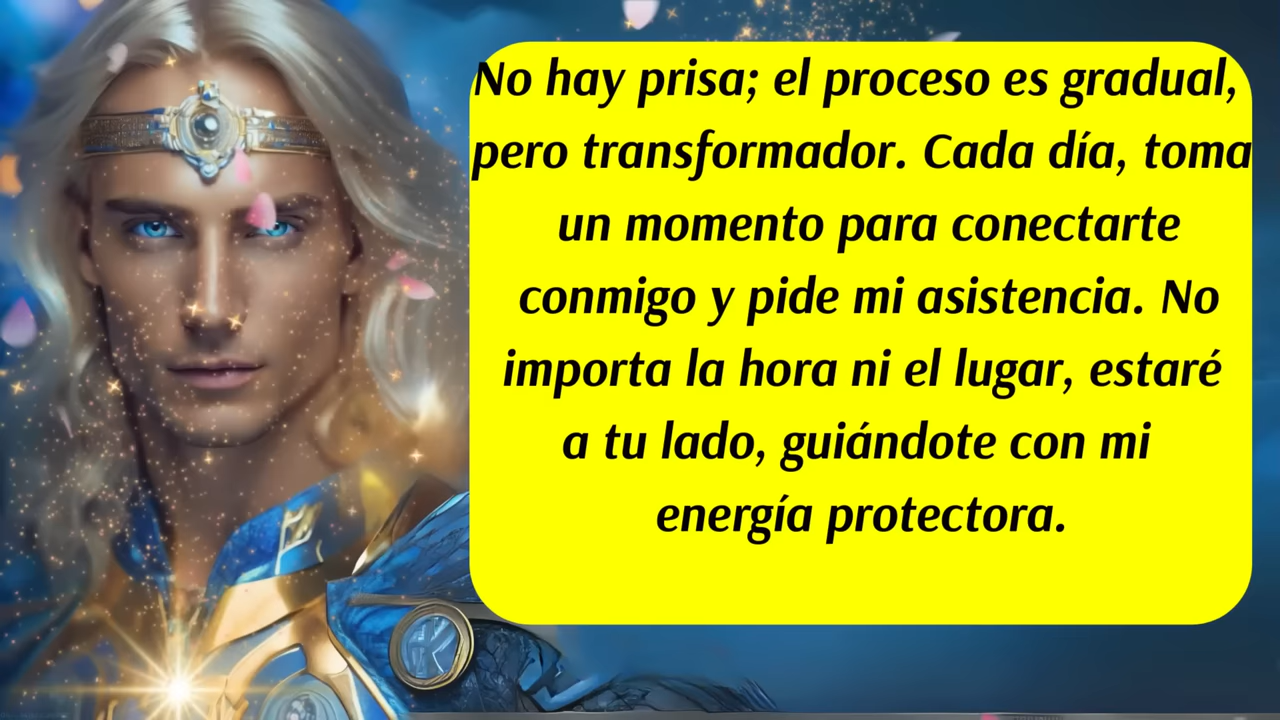 No hay prisa; el proceso es gradual,
pero transformador. Cada día, toma
un momento para conectarte
conmigo y pide mi asistencia. No
importa la hora ni el lugar, estaré
a tu lado, guiándote con mi
energía protectora.